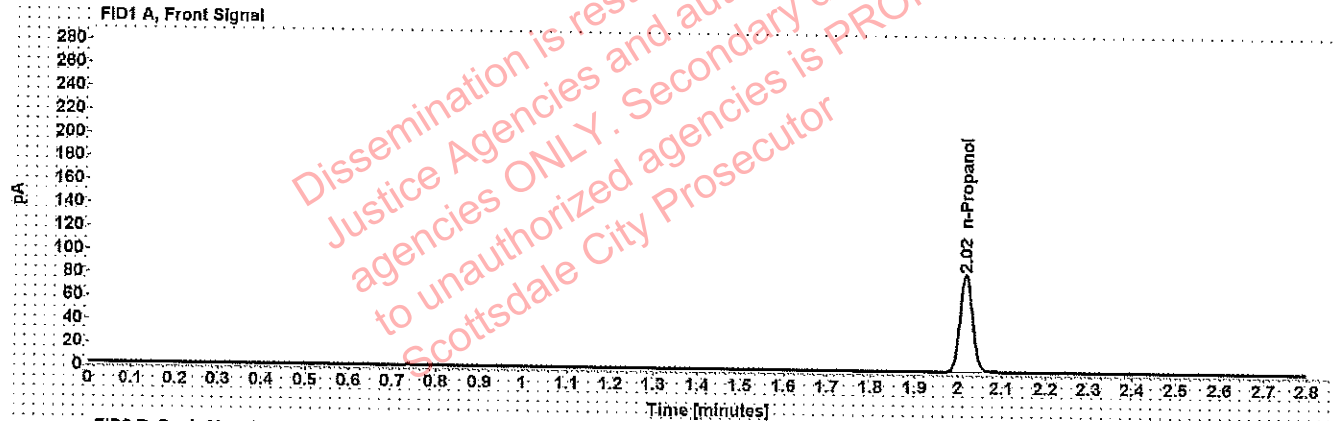 FID1 A, Front Signal
280
260
240
220
200
180
160
140
120
100
80
60
40
20
0
pA
2.02 n-Propanol
0 0.1 0.2 0.3 0.4 0.5 0.6 0.7 0.8 0.9 1 1.1 1.2 1.3 1.4 1.5 1.6 1.7 1.8 1.9 2 2.1 2.2 2.3 2.4 2.5 2.6 2.7 2.8
Time [minutes]
Dissemination is
Justice Agencies and
agencies ONLY. Secondary
to unauthorized agencies is
Scottsdale City Prosecutor